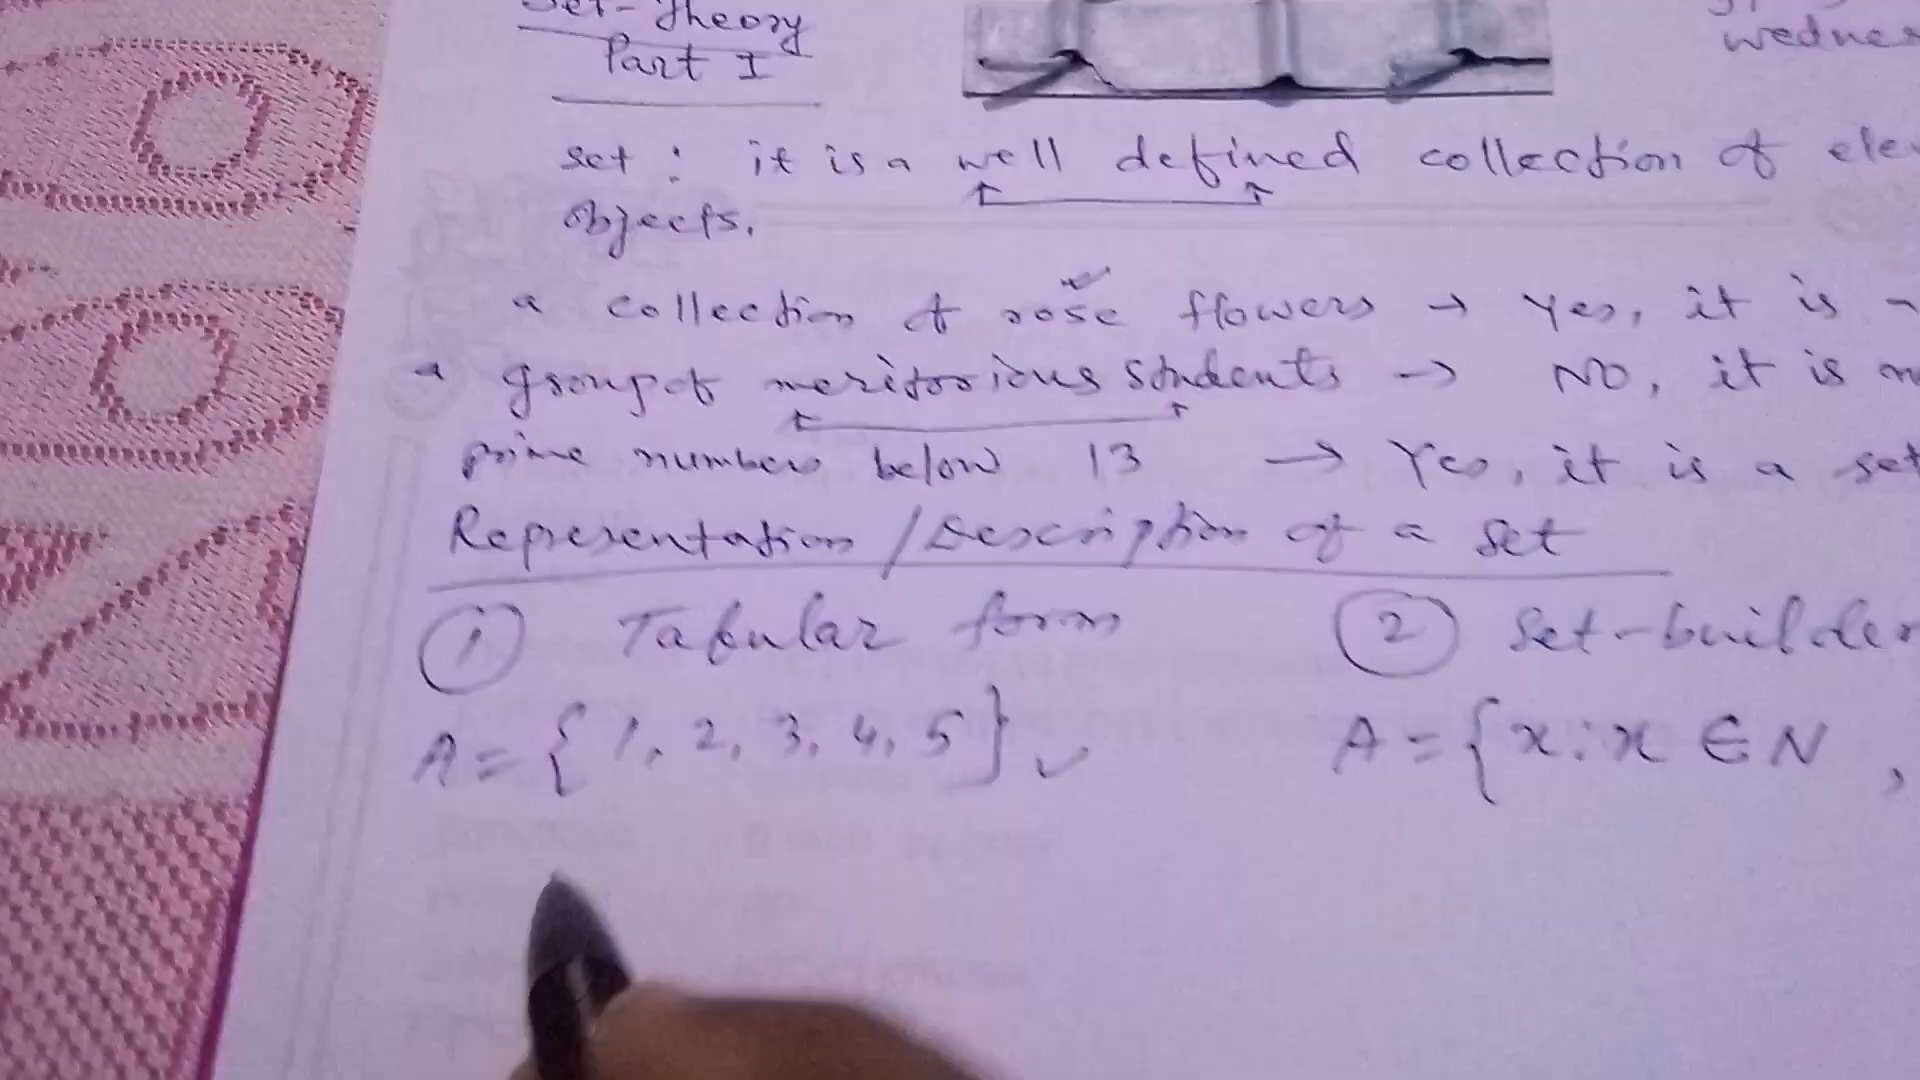 Set-Theory
Part I
wednes
set : it is a well defined collection of ele
objects.
a collection of rose flowers → Yes, it is
a group of meritorious students → NO, it is
prime numbers below 13 → Yes, it is a set
Representation / Description of a set
1 Tabular form
2 Set-builder
A = { 1, 2, 3, 4, 5 } ✓
A = { x : x ∈ N ,